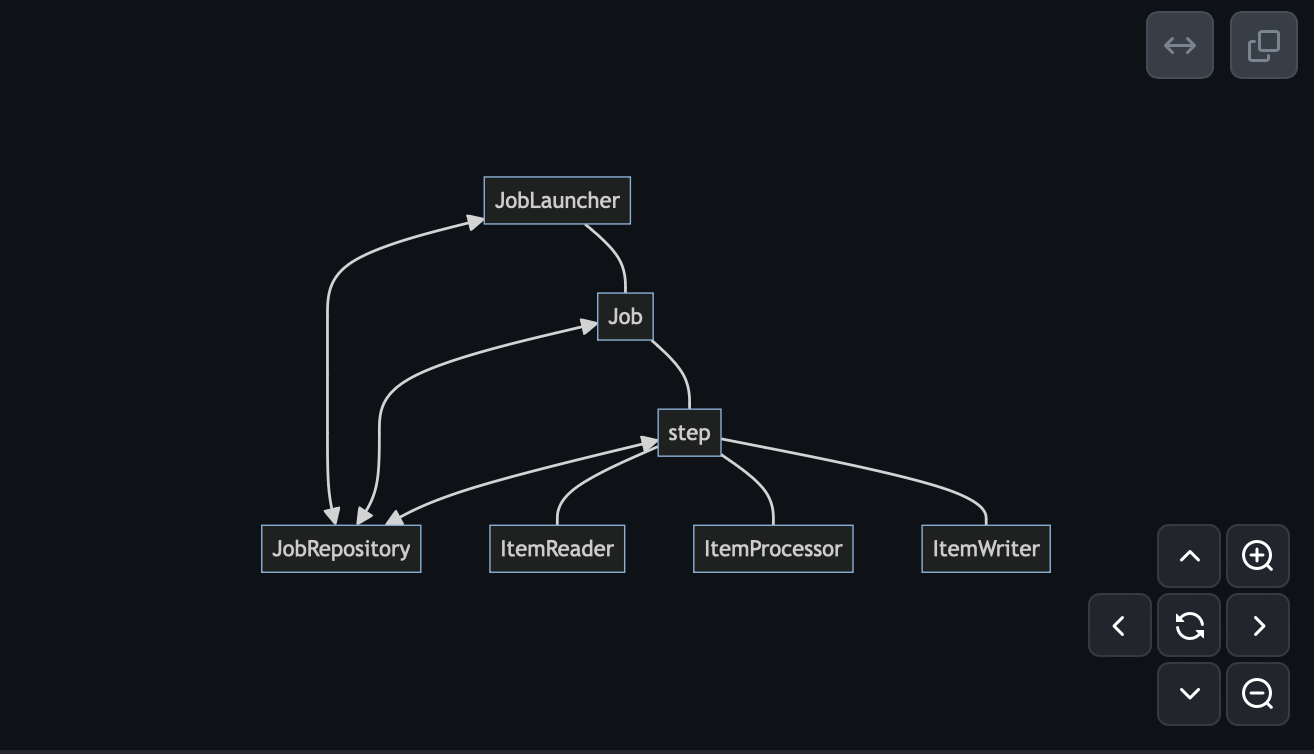 JobLauncher
Job
step
JobRepository
ItemReader
ItemProcessor
ItemWriter